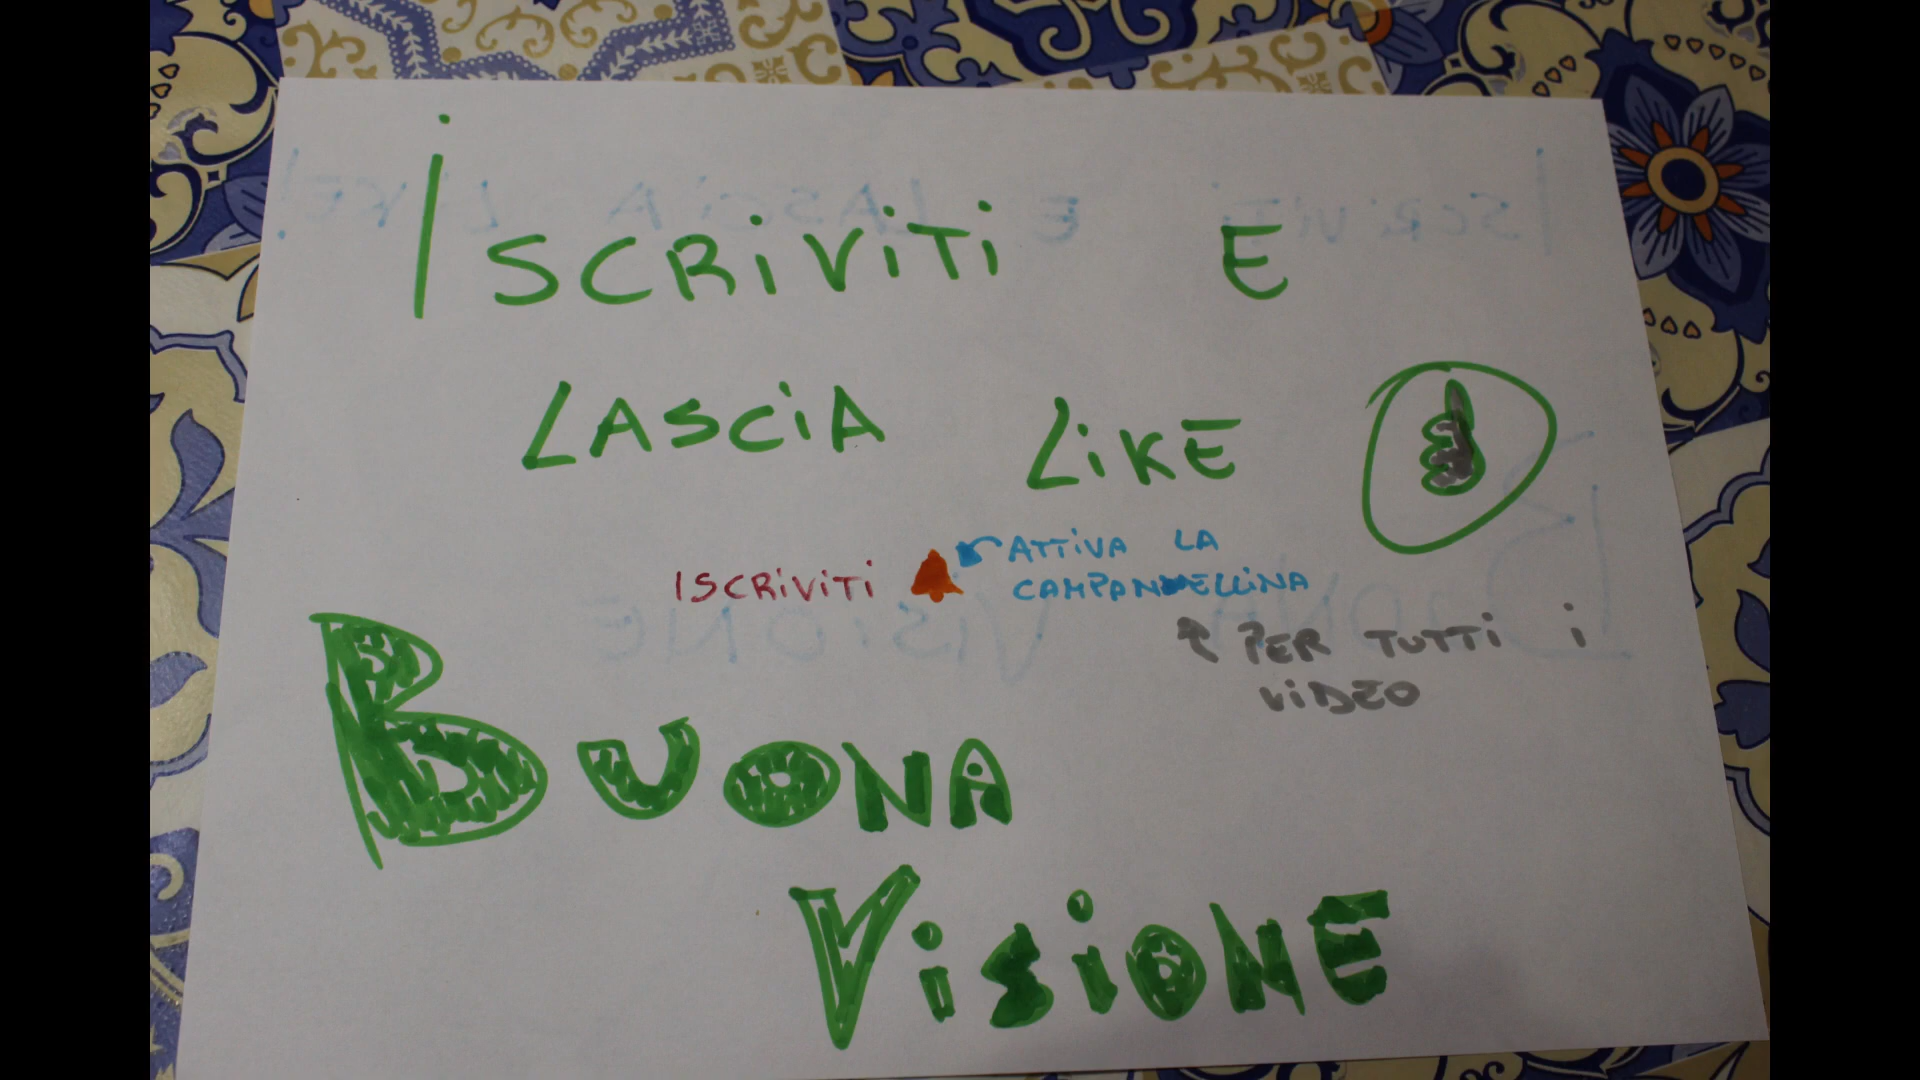 ISCRIVITI E
LASCIA LIKE
ISCRIVITI
ATTIVA LA
CAMPANELLINA
PER TUTTI I
VIDEO
BUONA
VISIONE